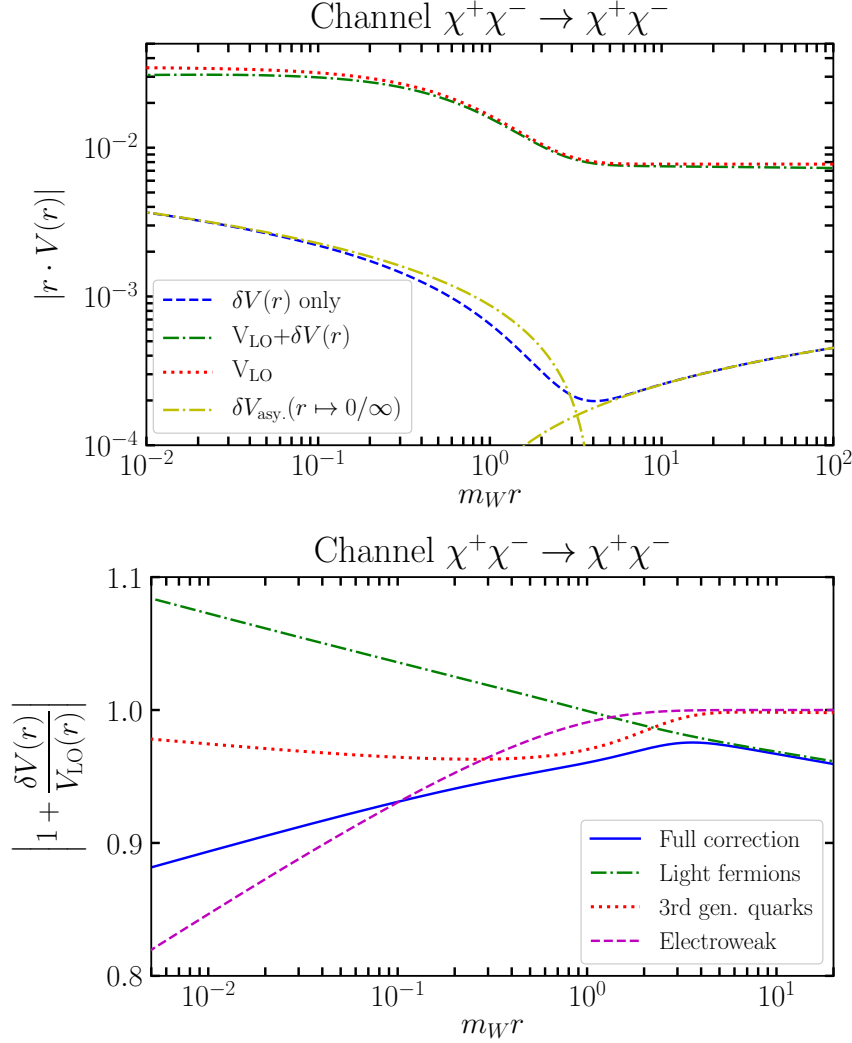 Channel χ⁺χ⁻ → χ⁺χ⁻
|r · V(r)|
10⁻²
10⁻³
10⁻⁴
δV(r) only
V_LO+δV(r)
V_LO
δV_asy.(r ↦ 0/∞)
10⁻² 10⁻¹ 10⁰ 10¹ 10²
m_W r
Channel χ⁺χ⁻ → χ⁺χ⁻
|1 + δV(r)/V_LO(r)|
1.1
1.0
0.9
0.8
Full correction
Light fermions
3rd gen. quarks
Electroweak
10⁻² 10⁻¹ 10⁰ 10¹
m_W r